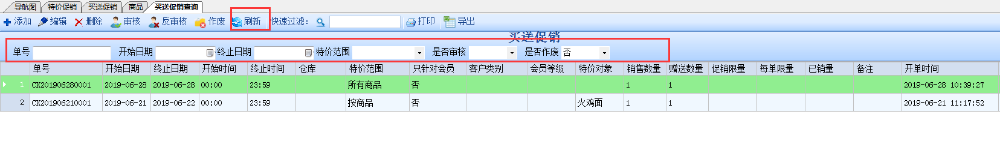 导航图 特价促销 买送促销 商品 买送促销查询
添加 编辑 删除 审核 反审核 作废 刷新 快速过滤： 打印 导出
买送促销
单号 开始日期 终止日期 特价范围 是否审核 是否作废 否
单号 开始日期 终止日期 开始时间 终止时间 仓库 特价范围 只针对会员 客户类别 会员等级 特价对象 销售数量 赠送数量 促销限量 每单限量 已销量 备注 开单时间
1 CX201906280001 2019-06-28 2019-06-28 00:00 23:59 所有商品 否 1 1 2019-06-28 10:39:27
2 CX201906210001 2019-06-21 2019-06-22 00:00 23:59 按商品 否 火鸡面 1 1 2019-06-21 11:17:52